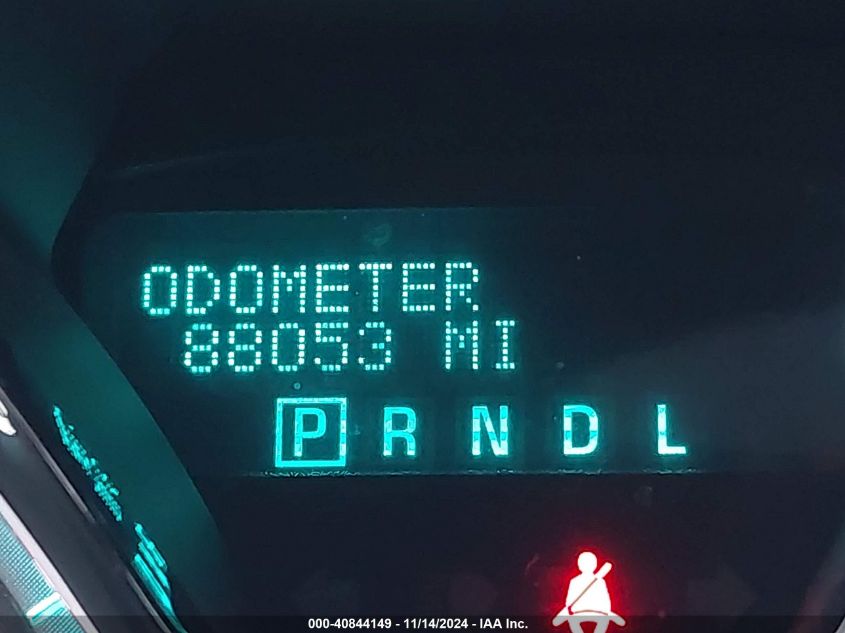 ODOMETER
88053 MI
P R N D L
000-40844149 - 11/14/2024 - IAA Inc.